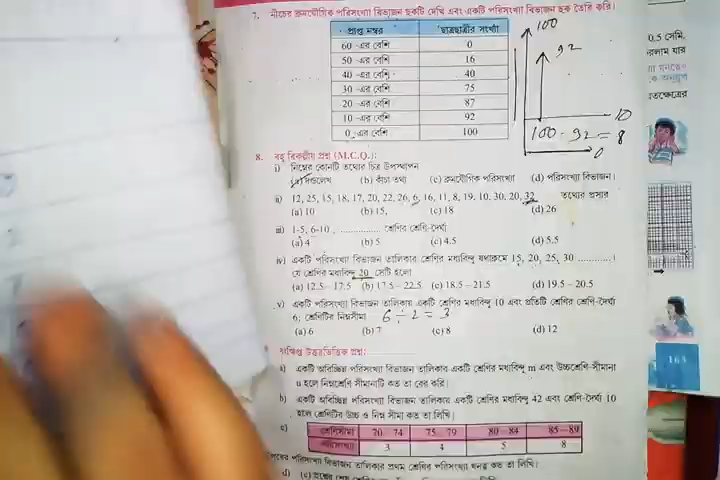 7. নীচের ক্রমযৌগিক পরিসংখ্যা বিভাজন ছকটি দেখি এবং একটি পরিসংখ্যা বিভাজন ছক তৈরি করি।
প্রাপ্ত নম্বর ছাত্রছাত্রীর সংখ্যা
60 -এর বেশি 0
50 -এর বেশি 16
40 -এর বেশি 40
30 -এর বেশি 75
20 -এর বেশি 87
10 -এর বেশি 92
0 -এর বেশি 100
100
92
10
100 - 92 = 8
0
8. বহু বিকল্পীয় প্রশ্ন (M.C.Q.):
i) নিম্নের কোনটি তথ্যের চিত্র উপস্থাপন
(a) দণ্ডলেখ (b) কাঁচা তথ্য (c) ক্রমযৌগিক পরিসংখ্যা (d) পরিসংখ্যা বিভাজন।
ii) 12, 25, 15, 18, 17, 20, 22, 26, 6, 16, 11, 8, 19, 10, 30, 20, 32 তথ্যের প্রসার
(a) 10 (b) 15, (c) 18 (d) 26
iii) 1-5, 6-10, ................ শ্রেণির শ্রেণি-দৈর্ঘ্য
(a) 4 (b) 5 (c) 4.5 (d) 5.5
iv) একটি পরিসংখ্যা বিভাজন তালিকার শ্রেণির মধ্যবিন্দু যথাক্রমে 15, 20, 25, 30 ...........।
যে শ্রেণির মধ্যবিন্দু 20 সেটি হলো
(a) 12.5 – 17.5 (b) 17.5 – 22.5 (c) 18.5 – 21.5 (d) 19.5 – 20.5
v) একটি পরিসংখ্যা বিভাজন তালিকায় একটি শ্রেণির মধ্যবিন্দু 10 এবং প্রতিটি শ্রেণির শ্রেণি-দৈর্ঘ্য
6; শ্রেণিটির নিম্নসীমা 6 ÷ 2 = 3
(a) 6 (b) 7 (c) 8 (d) 12
সংক্ষিপ্ত উত্তরভিত্তিক প্রশ্ন:
a) একটি অবিচ্ছিন্ন পরিসংখ্যা বিভাজন তালিকার একটি শ্রেণির মধ্যবিন্দু m এবং উচ্চশ্রেণি-সীমানা
u হলে নিম্নশ্রেণি সীমানাটি কত তা বের করি।
b) একটি অবিচ্ছিন্ন পরিসংখ্যা বিভাজন তালিকায় একটি শ্রেণির মধ্যবিন্দু 42 এবং শ্রেণি-দৈর্ঘ্য 10
হলে শ্রেণিটির উচ্চ ও নিম্ন সীমা কত তা লিখি।
c) শ্রেণিসীমা 70 – 74 75 – 79 80 – 84 85 – 89
পরিসংখ্যা 3 4 5 8
পরিসংখ্যা বিভাজন তালিকার প্রথম শ্রেণির পরিসংখ্যা ঘনত্ব কত তা লিখি।
d) (c)
0.5 সেমি.